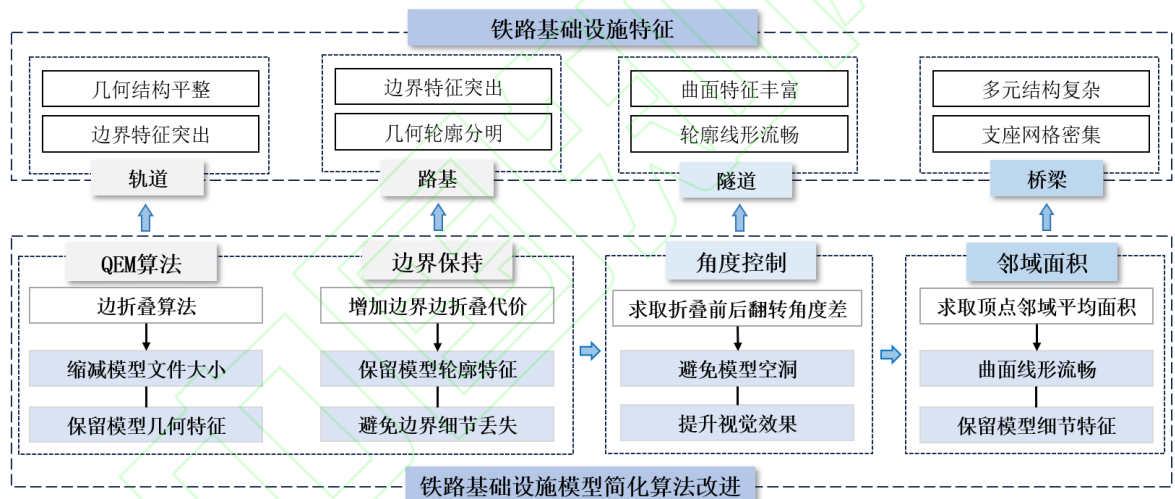 铁路基础设施特征
几何结构平整
边界特征突出
轨道
边界特征突出
几何轮廓分明
路基
曲面特征丰富
轮廓线形流畅
隧道
多元结构复杂
支座网格密集
桥梁
QEM算法
边折叠算法
缩减模型文件大小
保留模型几何特征
边界保持
增加边界边折叠代价
保留模型轮廓特征
避免边界细节丢失
角度控制
求取折叠前后翻转角度差
避免模型空洞
提升视觉效果
邻域面积
求取顶点邻域平均面积
曲面线形流畅
保留模型细节特征
铁路基础设施模型简化算法改进